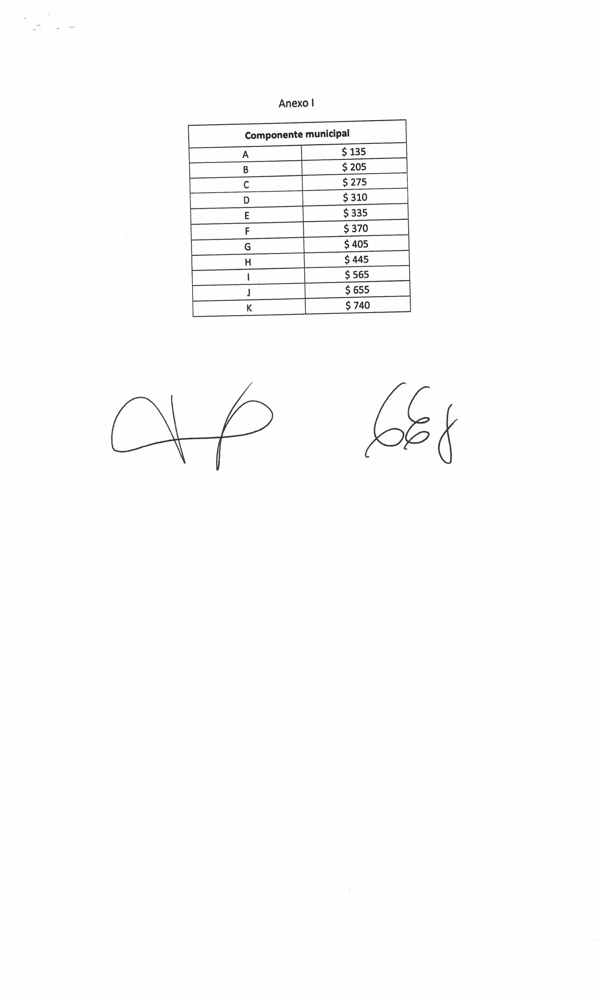 Anexo I
Componente municipal
A $ 135
B $ 205
C $ 275
D $ 310
E $ 335
F $ 370
G $ 405
H $ 445
I $ 565
J $ 655
K $ 740